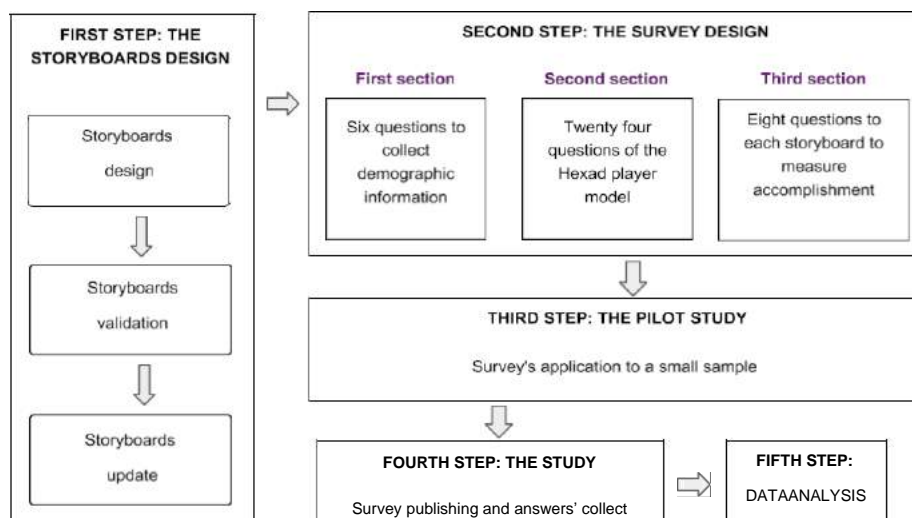 FIRST STEP: THE
STORYBOARDS DESIGN
Storyboards
design
Storyboards
validation
Storyboards
update
SECOND STEP: THE SURVEY DESIGN
First section
Six questions to
collect
demographic
information
Second section
Twenty four
questions of the
Hexad player
model
Third section
Eight questions to
each storyboard to
measure
accomplishment
THIRD STEP: THE PILOT STUDY
Survey's application to a small sample
FOURTH STEP: THE STUDY
Survey publishing and answers' collect
FIFTH STEP:
DATAANALYSIS